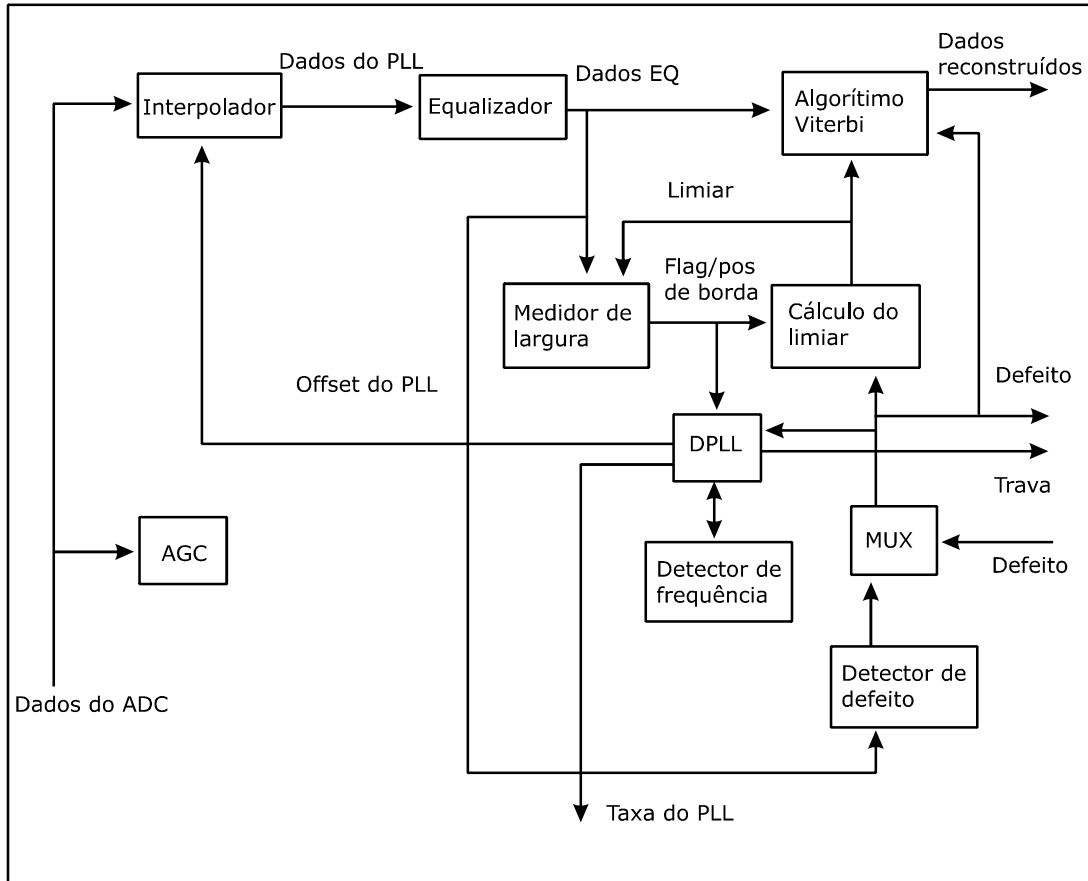 Dados do PLL
Dados EQ
Dados
reconstruídos
Interpolador
Equalizador
Algorítimo
Viterbi
Limiar
Flag/pos
de borda
Medidor de
largura
Cálculo do
limiar
Offset do PLL
Defeito
DPLL
Trava
AGC
MUX
Defeito
Detector de
frequência
Detector de
defeito
Dados do ADC
Taxa do PLL